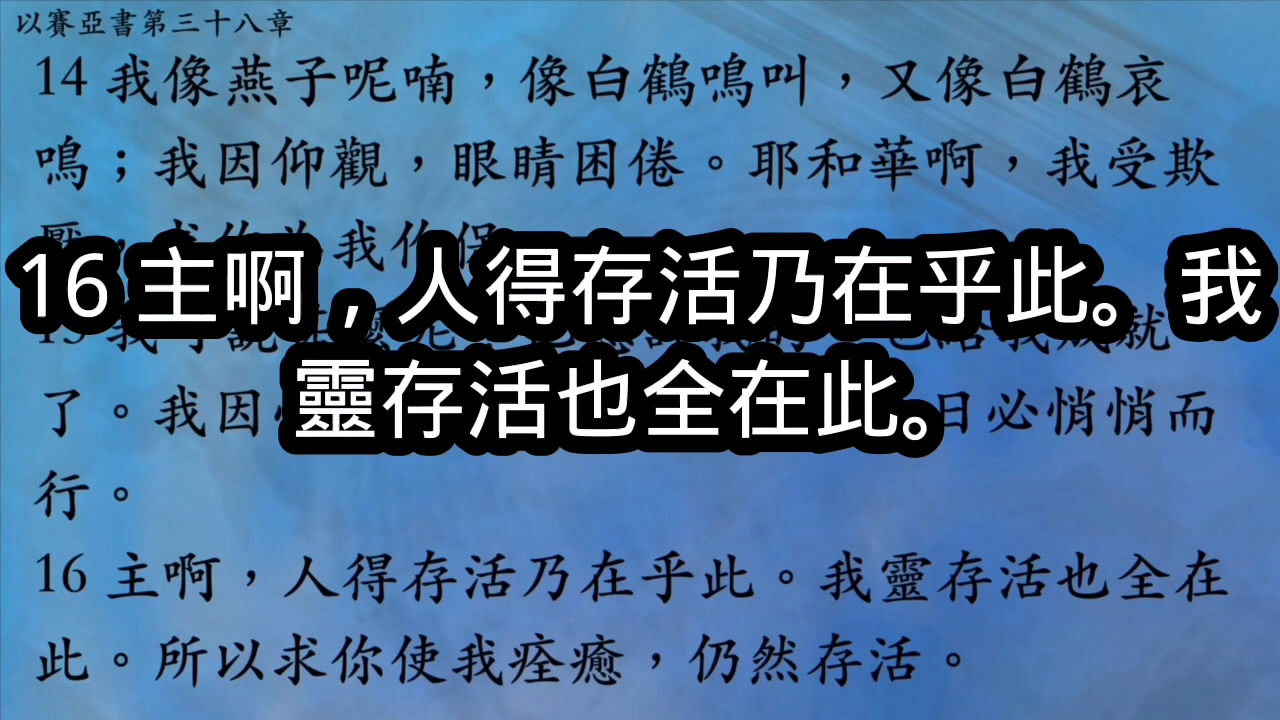 以賽亞書第三十八章
14 我像燕子呢喃，像白鶴鳴叫，又像白鶴哀
鳴；我因仰觀，眼睛困倦。耶和華啊，我受欺
我
16 主啊，人得存活乃在乎此。我
靈存活也全在此。
了。我因
日必悄悄而
行。
16 主啊，人得存活乃在乎此。我靈存活也全在
此。所以求你使我痊癒，仍然存活。